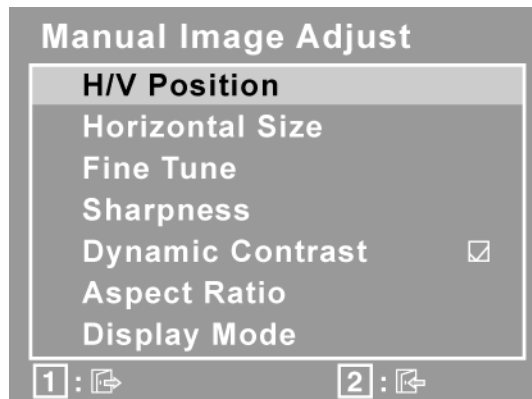 Manual Image Adjust
H/V Position
Horizontal Size
Fine Tune
Sharpness
Dynamic Contrast
Aspect Ratio
Display Mode
1 : 2 :